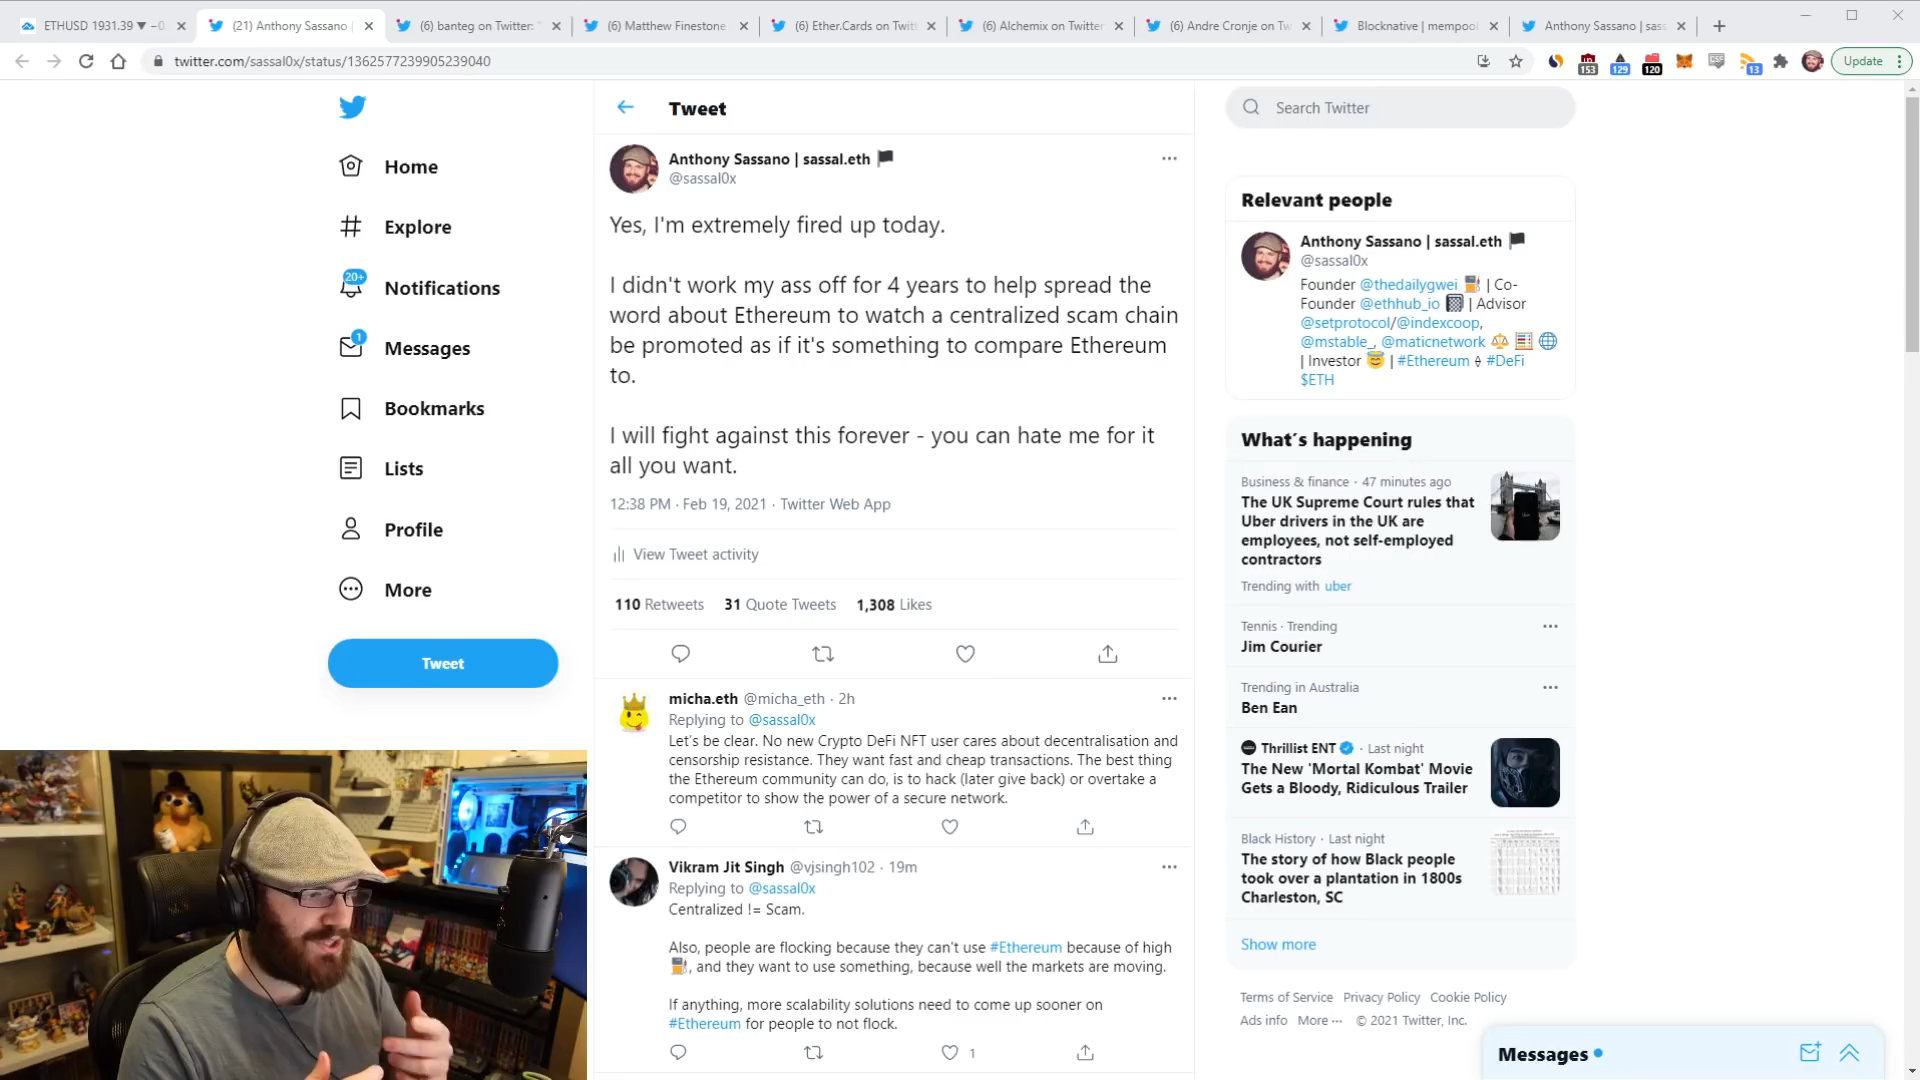 ETHUSD 1931.39 ▼ −0
(21) Anthony Sassano |
(6) banteg on Twitter: "
(6) Matthew Finestone
(6) Ether.Cards on Twitt
(6) Alchemix on Twitter
(6) Andre Cronje on Tw
Blocknative | mempool
Anthony Sassano | sass
twitter.com/sassal0x/status/1362577239905239040
153
129
120
13
Update
Home
Explore
20+
Notifications
1
Messages
Bookmarks
Lists
Profile
More
Tweet
Tweet
Anthony Sassano | sassal.eth 🏴
@sassal0x
Yes, I'm extremely fired up today.
I didn't work my ass off for 4 years to help spread the
word about Ethereum to watch a centralized scam chain
be promoted as if it's something to compare Ethereum
to.
I will fight against this forever - you can hate me for it
all you want.
12:38 PM · Feb 19, 2021 · Twitter Web App
View Tweet activity
110 Retweets 31 Quote Tweets 1,308 Likes
micha.eth @micha_eth · 2h
Replying to @sassal0x
Let's be clear. No new Crypto DeFi NFT user cares about decentralisation and
censorship resistance. They want fast and cheap transactions. The best thing
the Ethereum community can do, is to hack (later give back) or overtake a
competitor to show the power of a secure network.
Vikram Jit Singh @vjsingh102 · 19m
Replying to @sassal0x
Centralized != Scam.
Also, people are flocking because they can't use #Ethereum because of high
⛽, and they want to use something, because well the markets are moving.
If anything, more scalability solutions need to come up sooner on
#Ethereum for people to not flock.
1
Search Twitter
Relevant people
Anthony Sassano | sassal.eth 🏴
@sassal0x
Founder @thedailygwei ⛽ | Co-
Founder @ethhub_io 📓 | Advisor
@setprotocol/@indexcoop,
@mstable_, @maticnetwork ⚖️ 🧮 🌐
| Investor 😇 | #Ethereum ⬨ #DeFi
$ETH
What's happening
Business & finance · 47 minutes ago
The UK Supreme Court rules that
Uber drivers in the UK are
employees, not self-employed
contractors
Trending with uber
Tennis · Trending
Jim Courier
Trending in Australia
Ben Ean
Thrillist ENT · Last night
The New 'Mortal Kombat' Movie
Gets a Bloody, Ridiculous Trailer
Black History · Last night
The story of how Black people
took over a plantation in 1800s
Charleston, SC
Show more
Terms of Service Privacy Policy Cookie Policy
Ads info More ··· © 2021 Twitter, Inc.
Messages